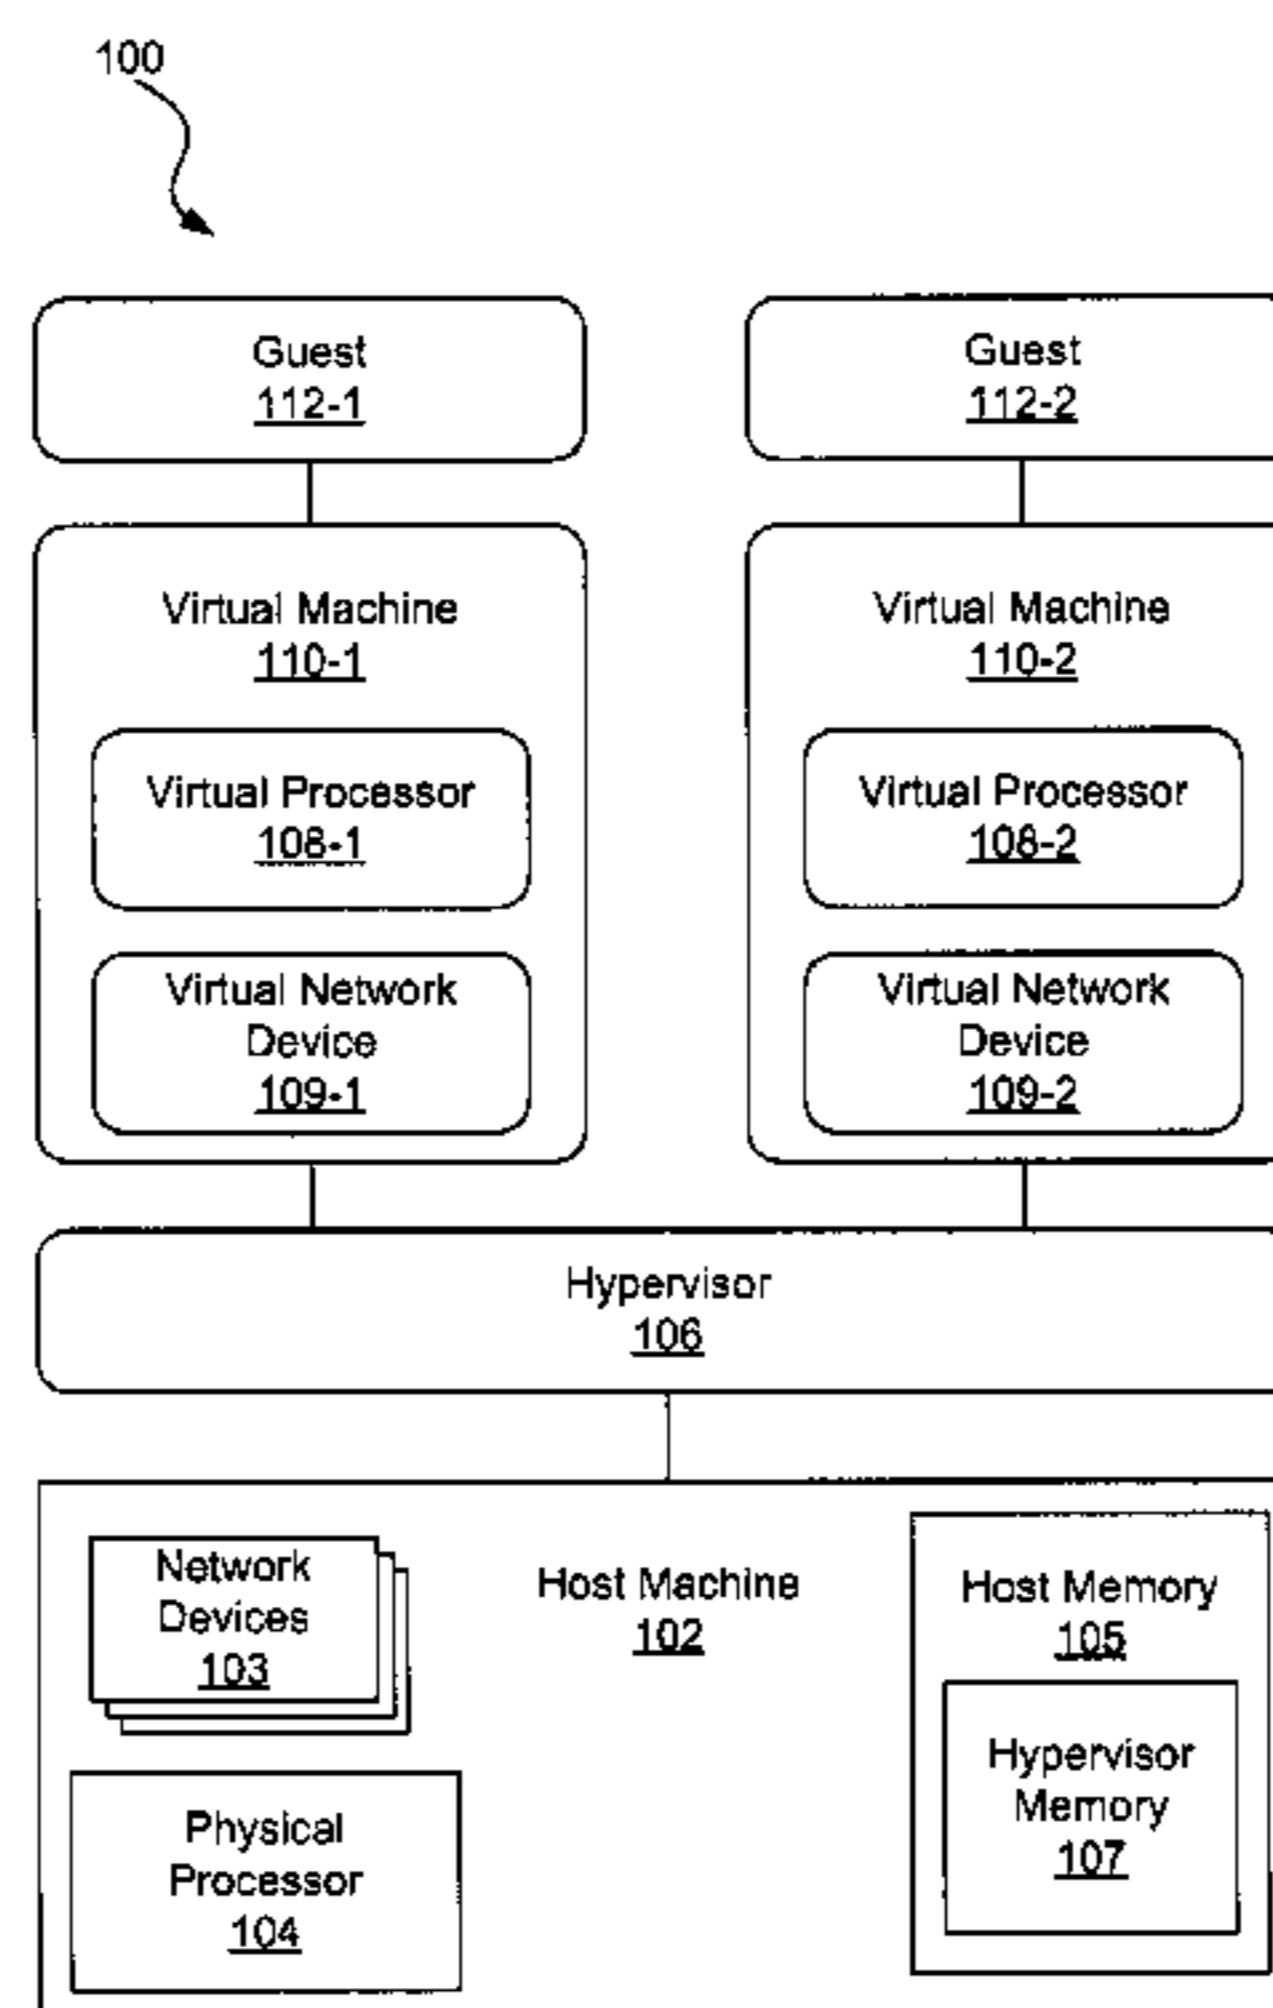 100
Guest
112-1
Guest
112-2
Virtual Machine
110-1
Virtual Processor
108-1
Virtual Network
Device
109-1
Virtual Machine
110-2
Virtual Processor
108-2
Virtual Network
Device
109-2
Hypervisor
106
Host Machine
102
Network
Devices
103
Physical
Processor
104
Host Memory
105
Hypervisor
Memory
107